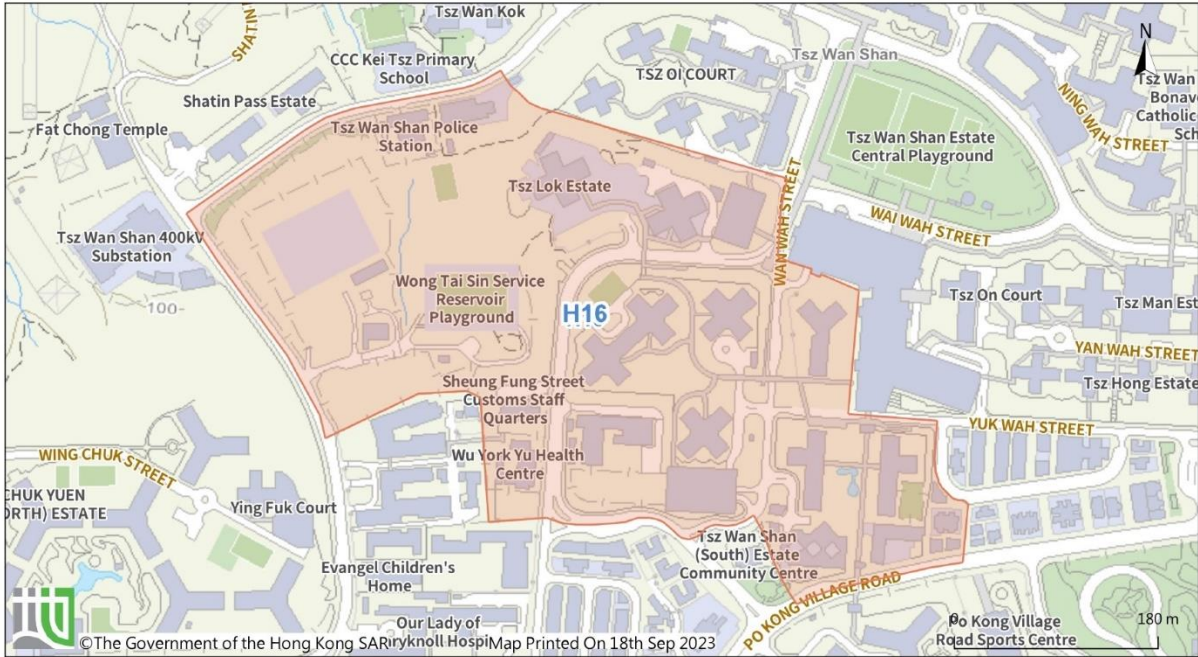 Tsz Wan Kok
SHATIN
CCC Kei Tsz Primary
School
TSZ OI COURT
Tsz Wan Shan
N
Tsz Wan
Bonav
Catholic
Sch
NING WAH STREET
Shatin Pass Estate
Fat Chong Temple
Tsz Wan Shan Police
Station
Tsz Wan Shan Estate
Central Playground
Tsz Lok Estate
WAN WAH STREET
WAI WAH STREET
Tsz Wan Shan 400kV
Substation
100
Wong Tai Sin Service
Reservoir
Playground
H16
Tsz On Court
Tsz Man Est
YAN WAH STREET
Tsz Hong Estate
Sheung Fung Street
Customs Staff
Quarters
YUK WAH STREET
WING CHUK STREET
Wu York Yu Health
Centre
CHUK YUEN
ORTH) ESTATE
Ying Fuk Court
Tsz Wan Shan
(South) Estate
Community Centre
Evangel Children's
Home
PO KONG VILLAGE ROAD
Our Lady of
Maryknoll Hospi
0
180 m
Po Kong Village
Road Sports Centre
©The Government of the Hong Kong SAR
Map Printed On 18th Sep 2023